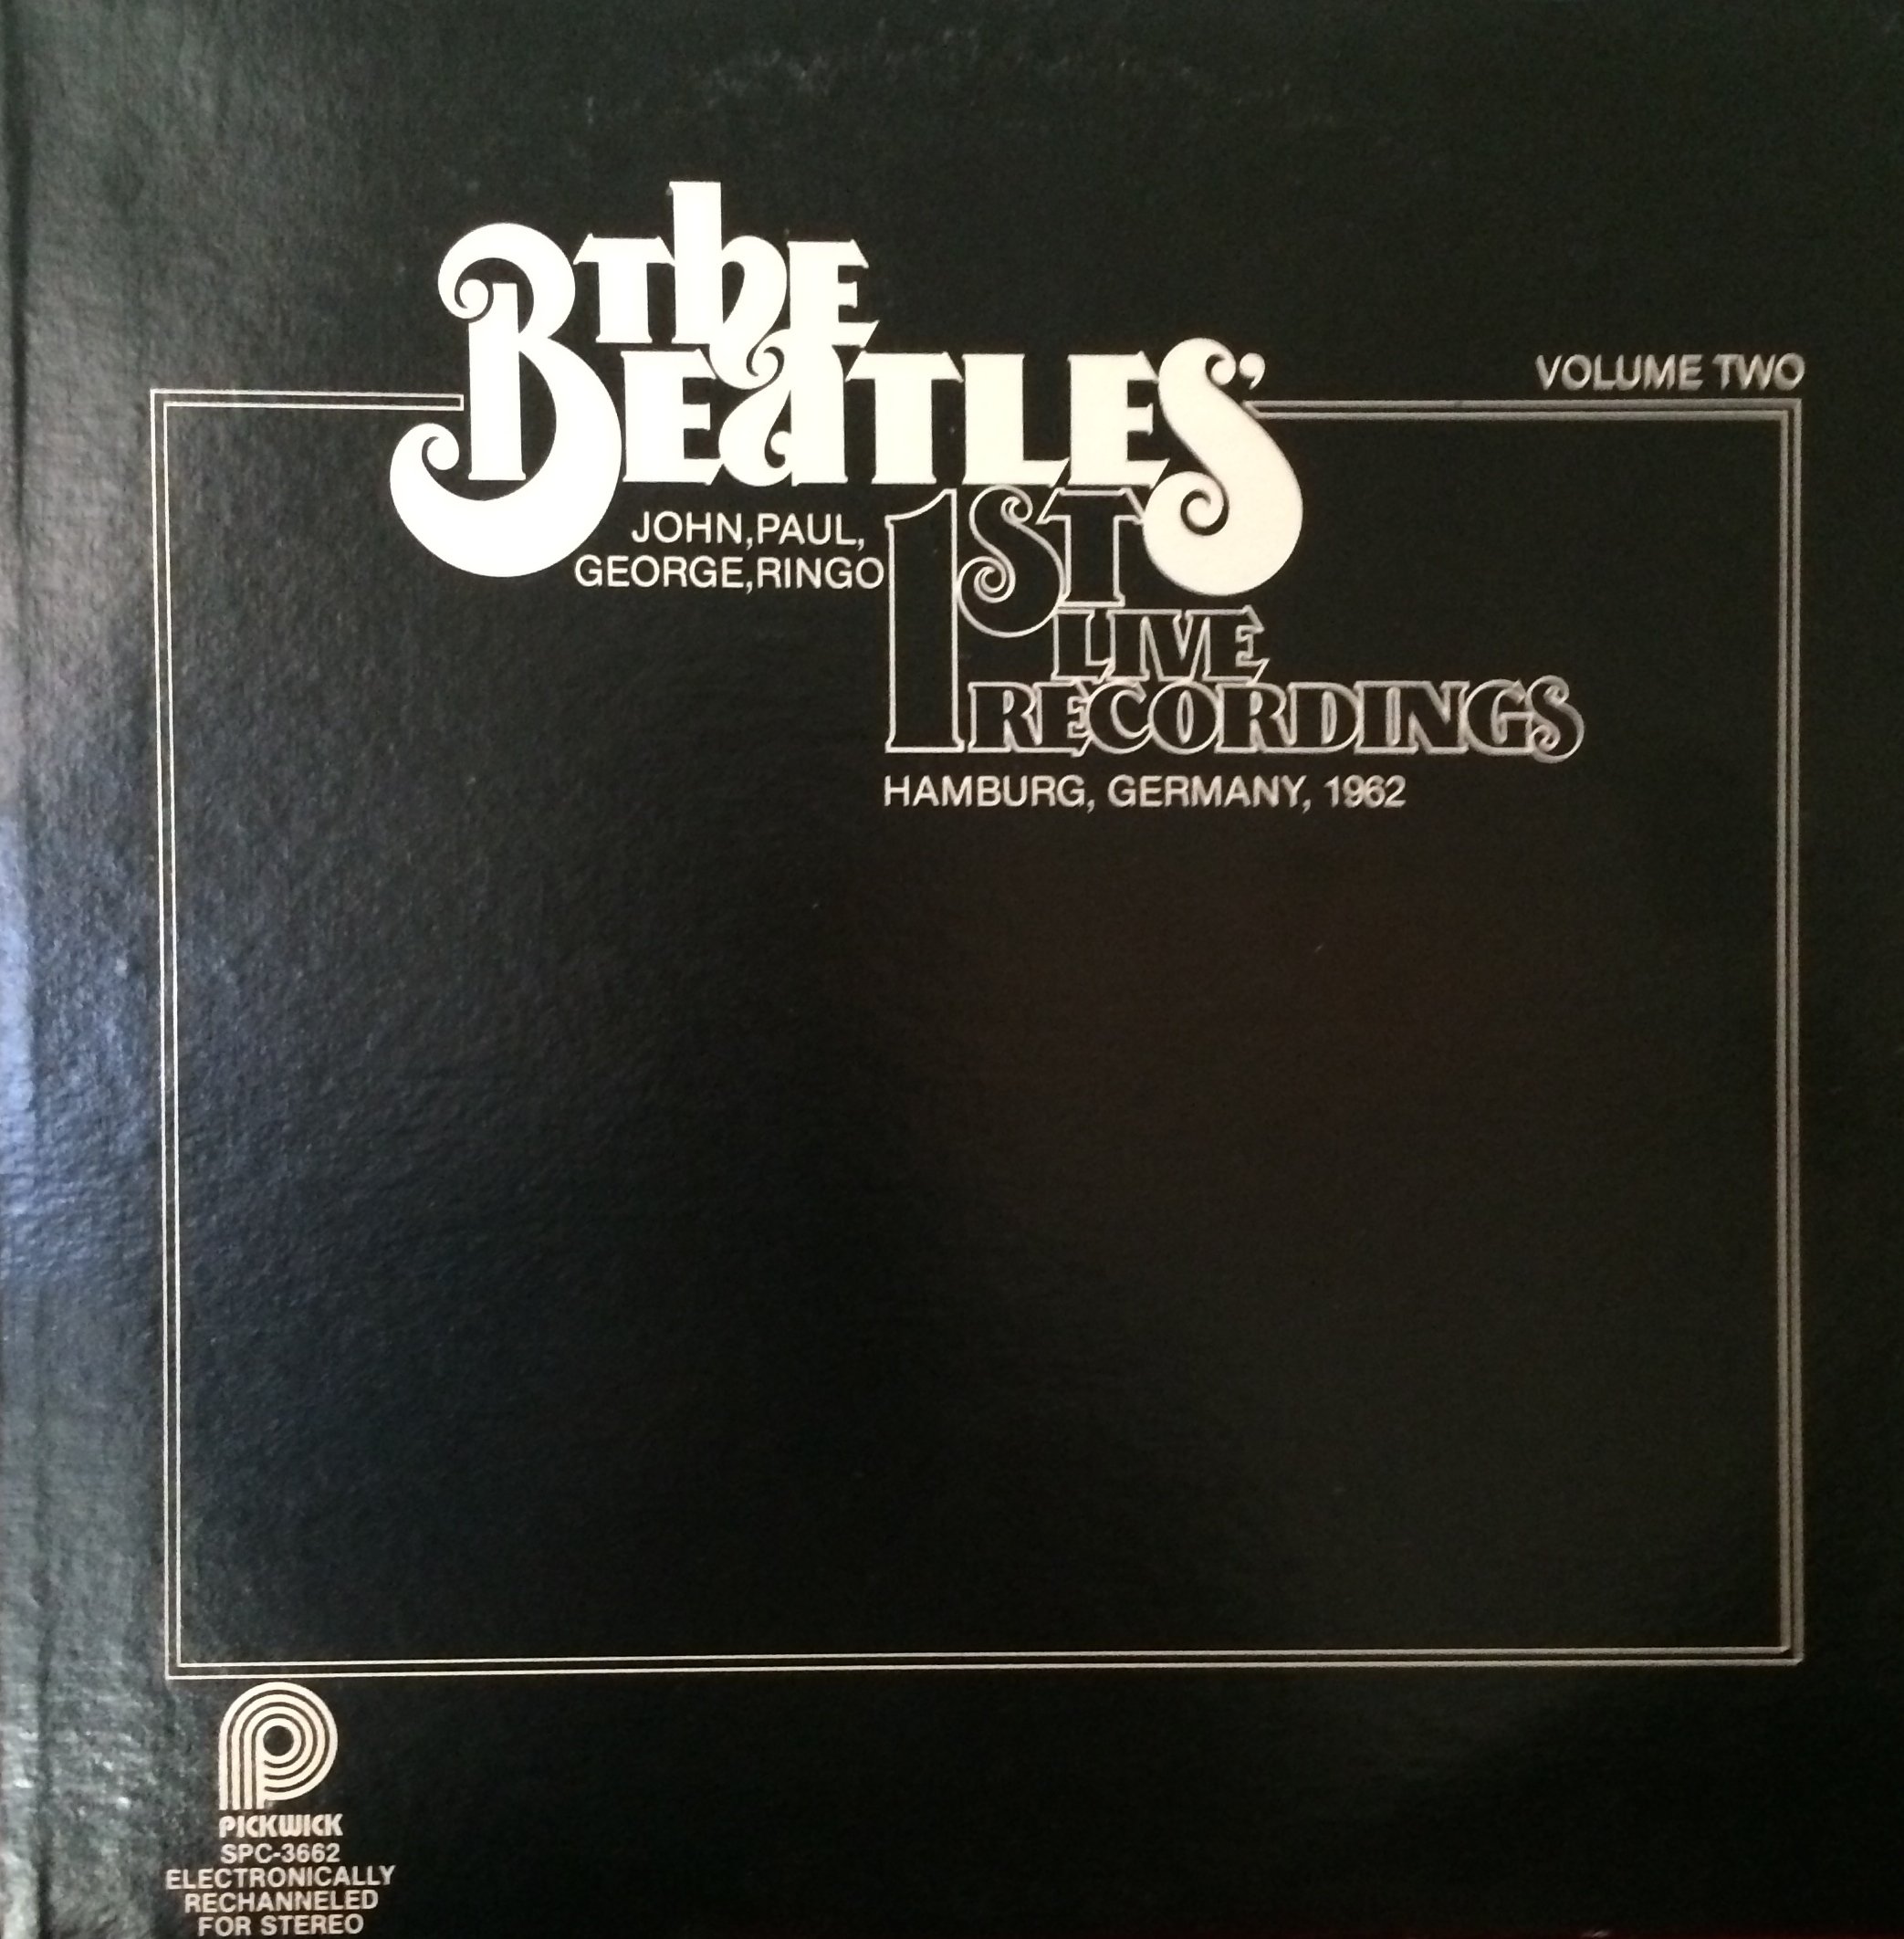 the
BEATLES'
VOLUME TWO
JOHN, PAUL,
GEORGE, RINGO
1ST
LIVE
RECORDINGS
HAMBURG, GERMANY, 1962
PICKWICK
SPC-3662
ELECTRONICALLY
RECHANNELED
FOR STEREO